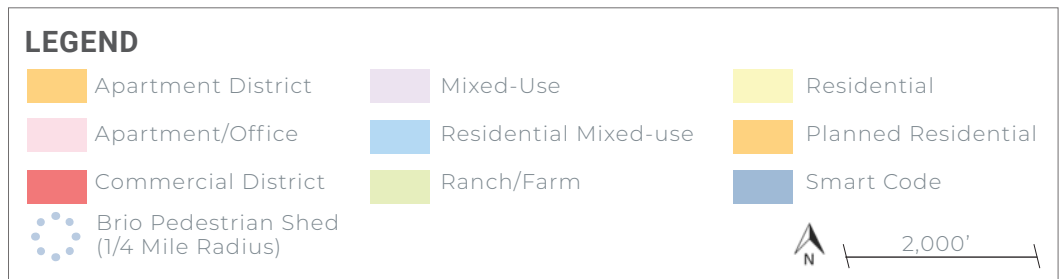 LEGEND
Apartment District
Mixed-Use
Residential
Apartment/Office
Residential Mixed-use
Planned Residential
Commercial District
Ranch/Farm
Smart Code
Brio Pedestrian Shed
(1/4 Mile Radius)
N
2,000’